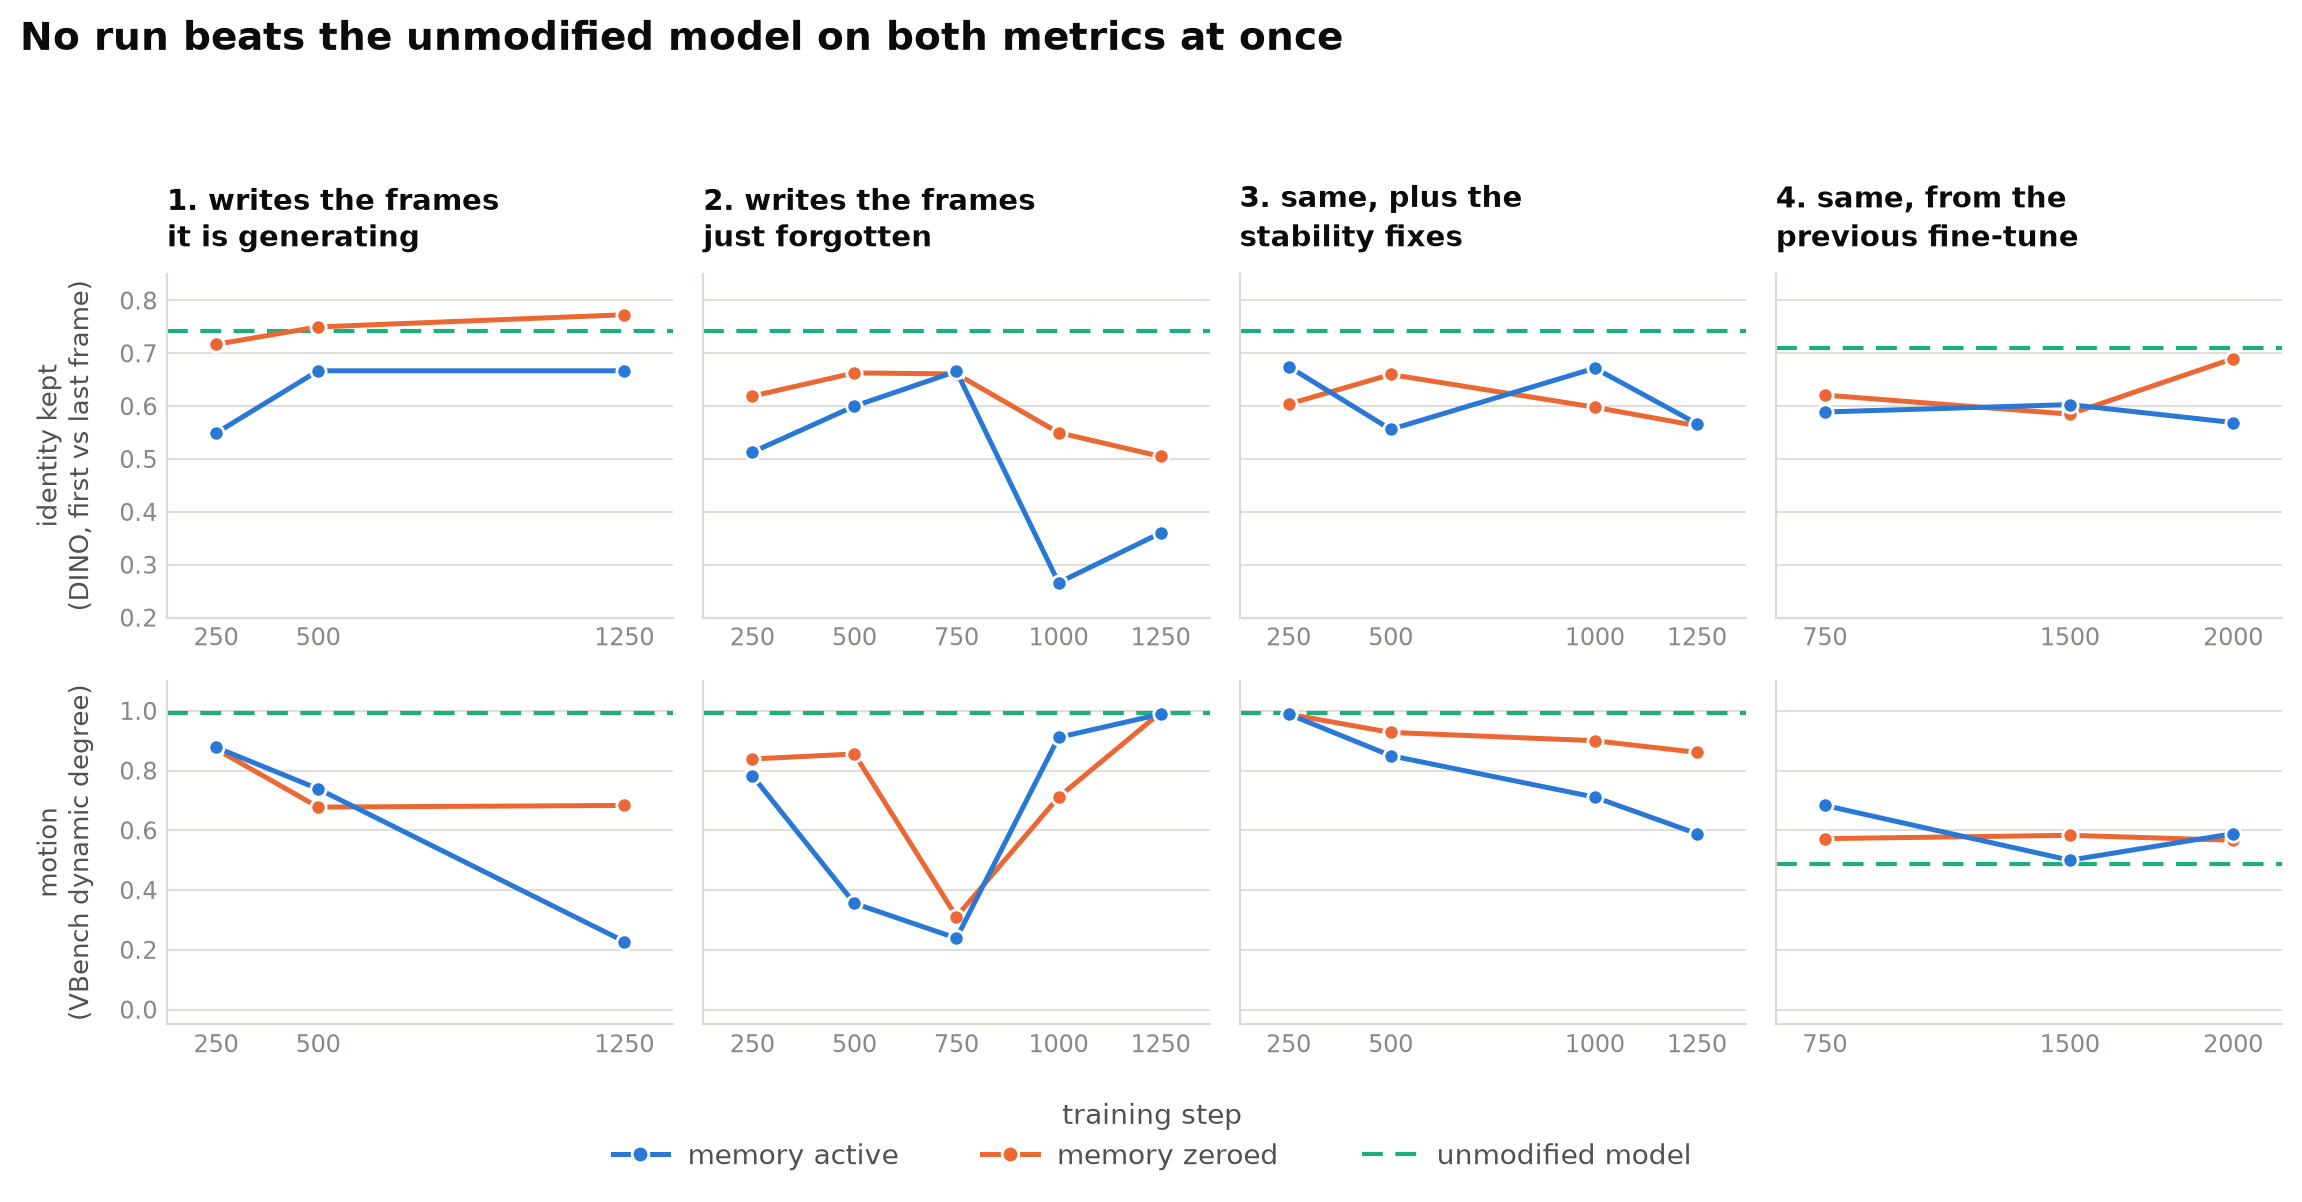 No run beats the unmodified model on both metrics at once
1. writes the frames
it is generating
2. writes the frames
just forgotten
3. same, plus the
stability fixes
4. same, from the
previous fine-tune
identity kept
(DINO, first vs last frame)
0.8
0.7
0.6
0.5
0.4
0.3
0.2
250 500 1250
250 500 750 1000 1250
250 500 1000 1250
750 1500 2000
motion
(VBench dynamic degree)
1.0
0.8
0.6
0.4
0.2
0.0
250 500 1250
250 500 750 1000 1250
250 500 1000 1250
750 1500 2000
training step
memory active
memory zeroed
unmodified model